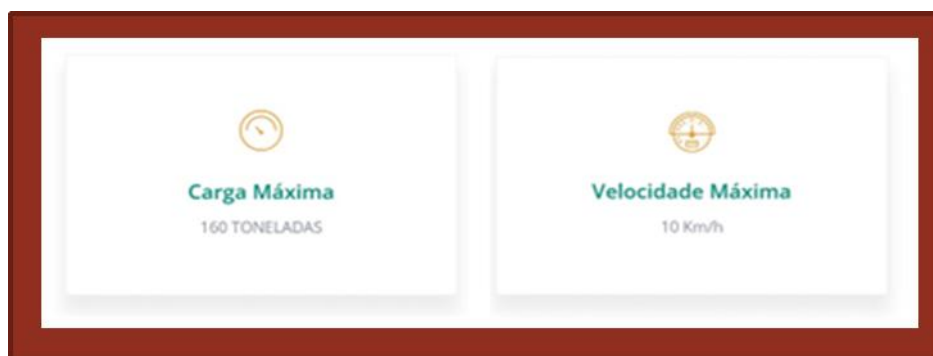 Carga Máxima
160 TONELADAS
Velocidade Máxima
10 Km/h